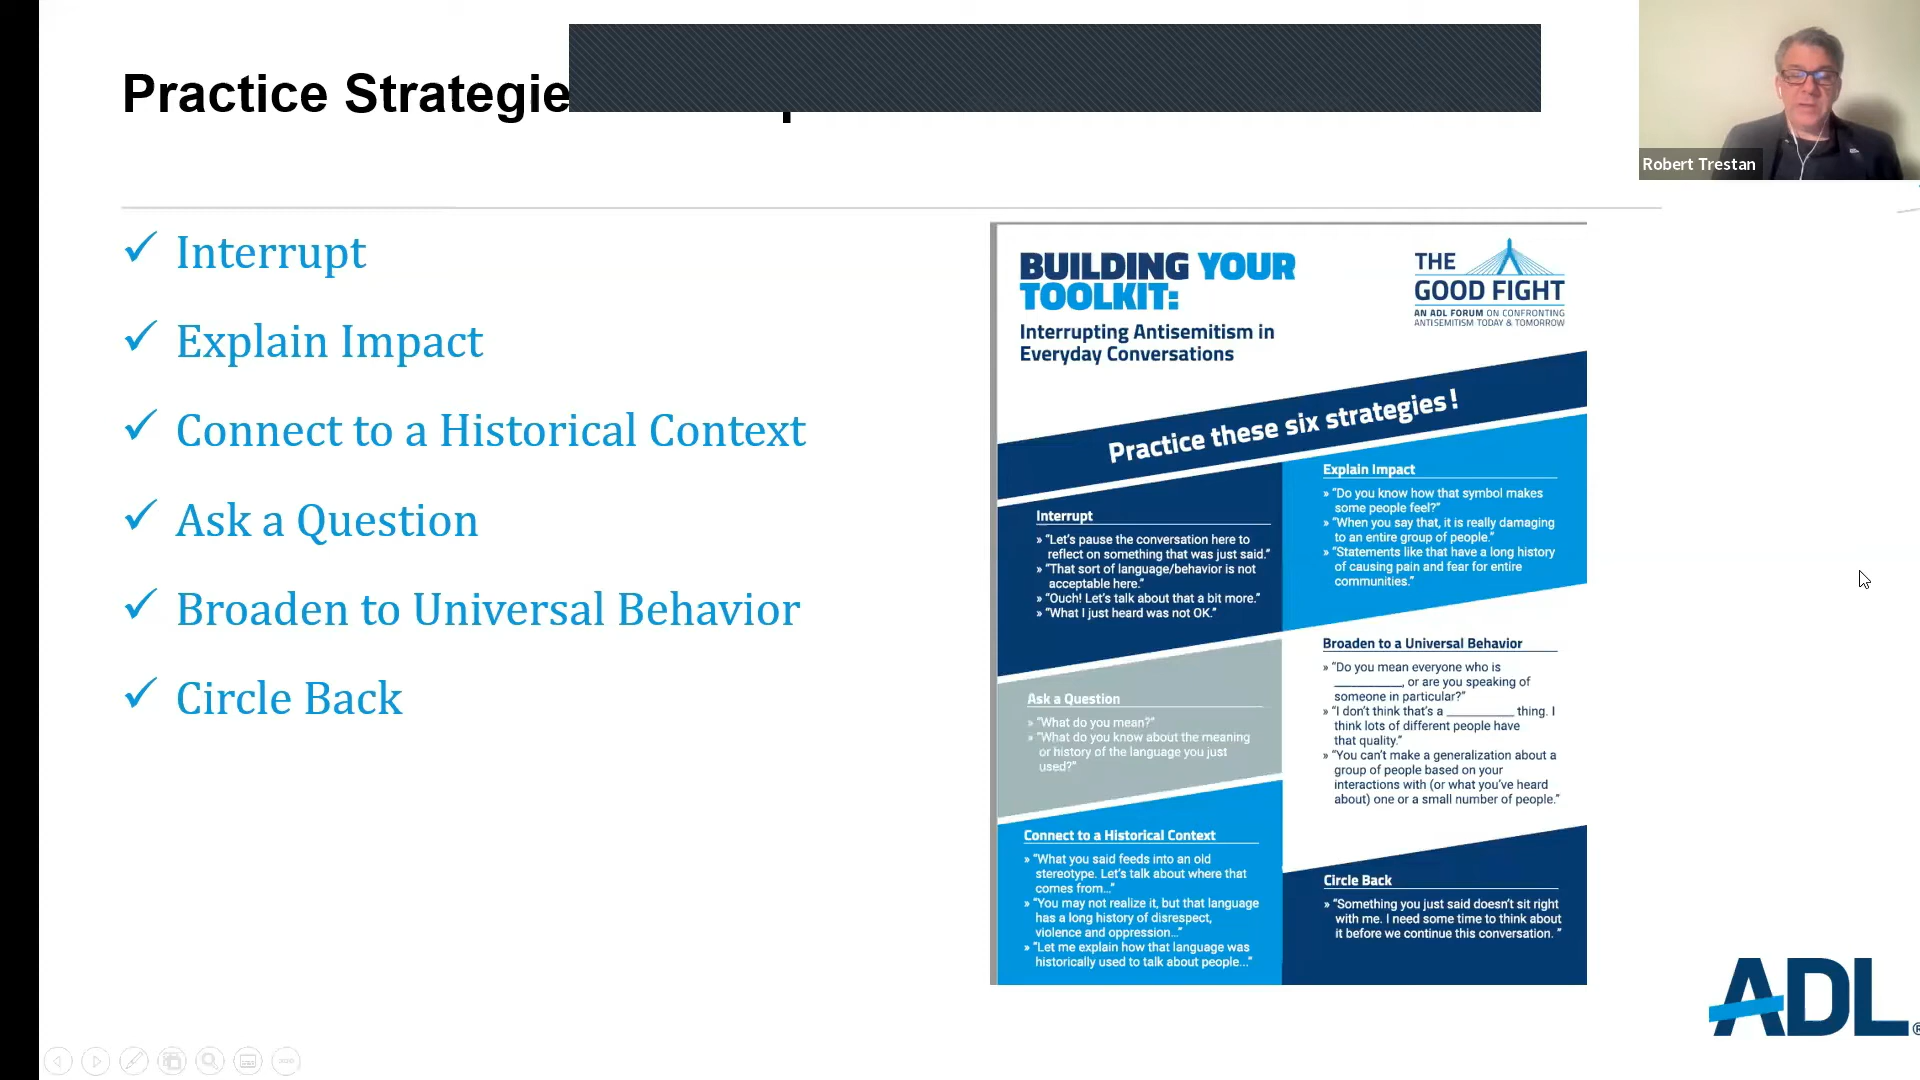 Practice Strategie
Robert Trestan
✓ Interrupt
✓ Explain Impact
✓ Connect to a Historical Context
✓ Ask a Question
✓ Broaden to Universal Behavior
✓ Circle Back
BUILDING YOUR
TOOLKIT:
Interrupting Antisemitism in
Everyday Conversations
THE
GOOD FIGHT
AN ADL FORUM ON CONFRONTING
ANTISEMITISM TODAY & TOMORROW
Practice these six strategies!
Interrupt
» "Let's pause the conversation here to
reflect on something that was just said."
» "That sort of language/behavior is not
acceptable here."
» "Ouch! Let's talk about that a bit more."
» "What I just heard was not OK."
Explain Impact
» "Do you know how that symbol makes
some people feel?"
» "When you say that, it is really damaging
to an entire group of people."
» "Statements like that have a long history
of causing pain and fear for entire
communities."
Ask a Question
» "What do you mean?"
» "What do you know about the meaning
or history of the language you just
used?"
Broaden to a Universal Behavior
» "Do you mean everyone who is
__________, or are you speaking of
someone in particular?"
» "I don't think that's a __________ thing. I
think lots of different people have
that quality."
» "You can't make a generalization about a
group of people based on your
interactions with (or what you've heard
about) one or a small number of people."
Connect to a Historical Context
» "What you said feeds into an old
stereotype. Let's talk about where that
comes from..."
» "You may not realize it, but that language
has a long history of disrespect,
violence and oppression..."
» "Let me explain how that language was
historically used to talk about people..."
Circle Back
» "Something you just said doesn't sit right
with me. I need some time to think about
it before we continue this conversation. "
ADL®